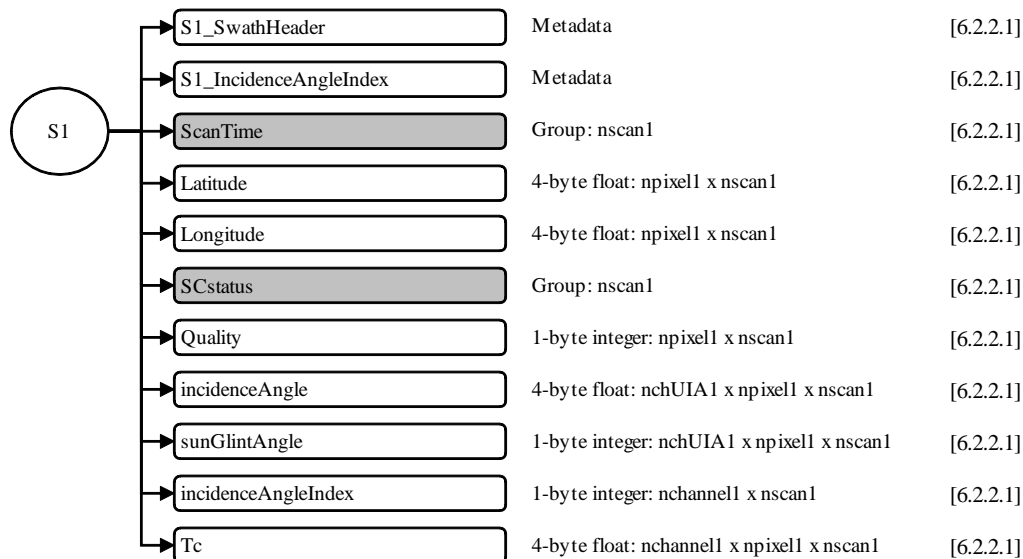 S1_SwathHeader Metadata [6.2.2.1]
S1_IncidenceAngleIndex Metadata [6.2.2.1]
S1 ScanTime Group: nscan1 [6.2.2.1]
Latitude 4-byte float: npixel1 x nscan1 [6.2.2.1]
Longitude 4-byte float: npixel1 x nscan1 [6.2.2.1]
SCstatus Group: nscan1 [6.2.2.1]
Quality 1-byte integer: npixel1 x nscan1 [6.2.2.1]
incidenceAngle 4-byte float: nchUIA1 x npixel1 x nscan1 [6.2.2.1]
sunGlintAngle 1-byte integer: nchUIA1 x npixel1 x nscan1 [6.2.2.1]
incidenceAngleIndex 1-byte integer: nchannel1 x nscan1 [6.2.2.1]
Tc 4-byte float: nchannel1 x npixel1 x nscan1 [6.2.2.1]